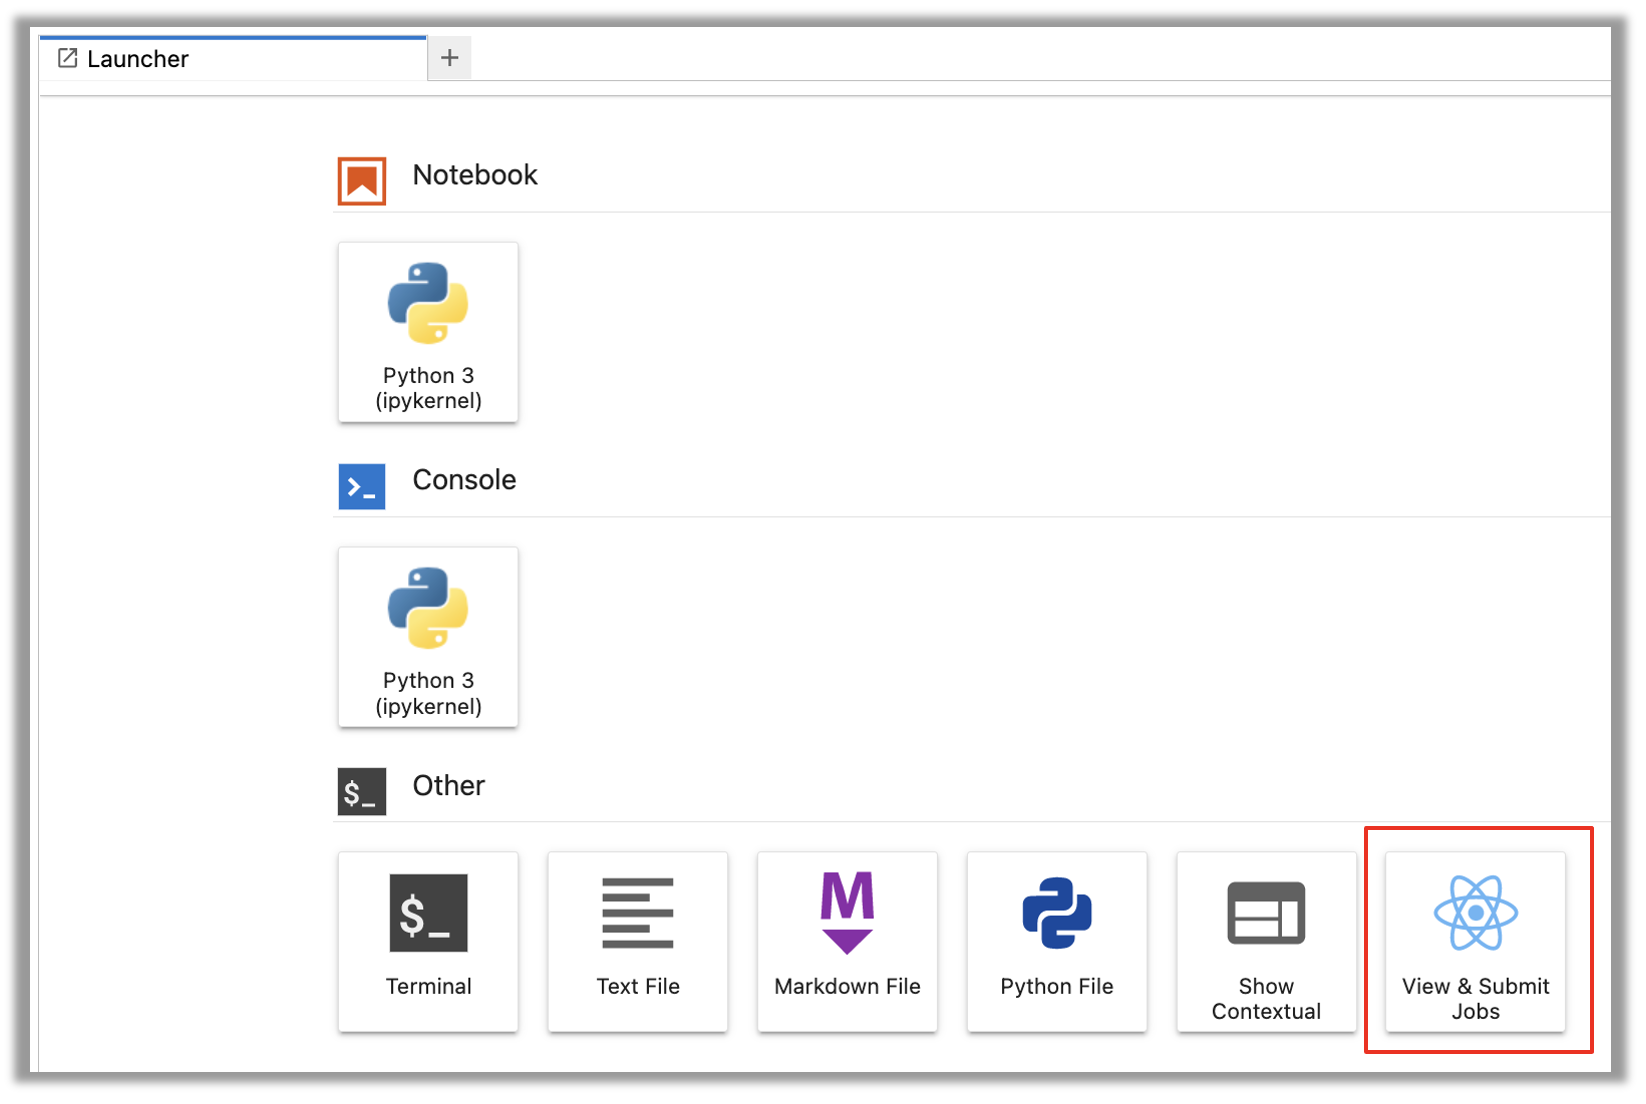 Launcher
Notebook
Python 3
(ipykernel)
Console
Python 3
(ipykernel)
$_
Other
$_
Terminal
Text File
M
Markdown File
Python File
Show
Contextual
View & Submit
Jobs